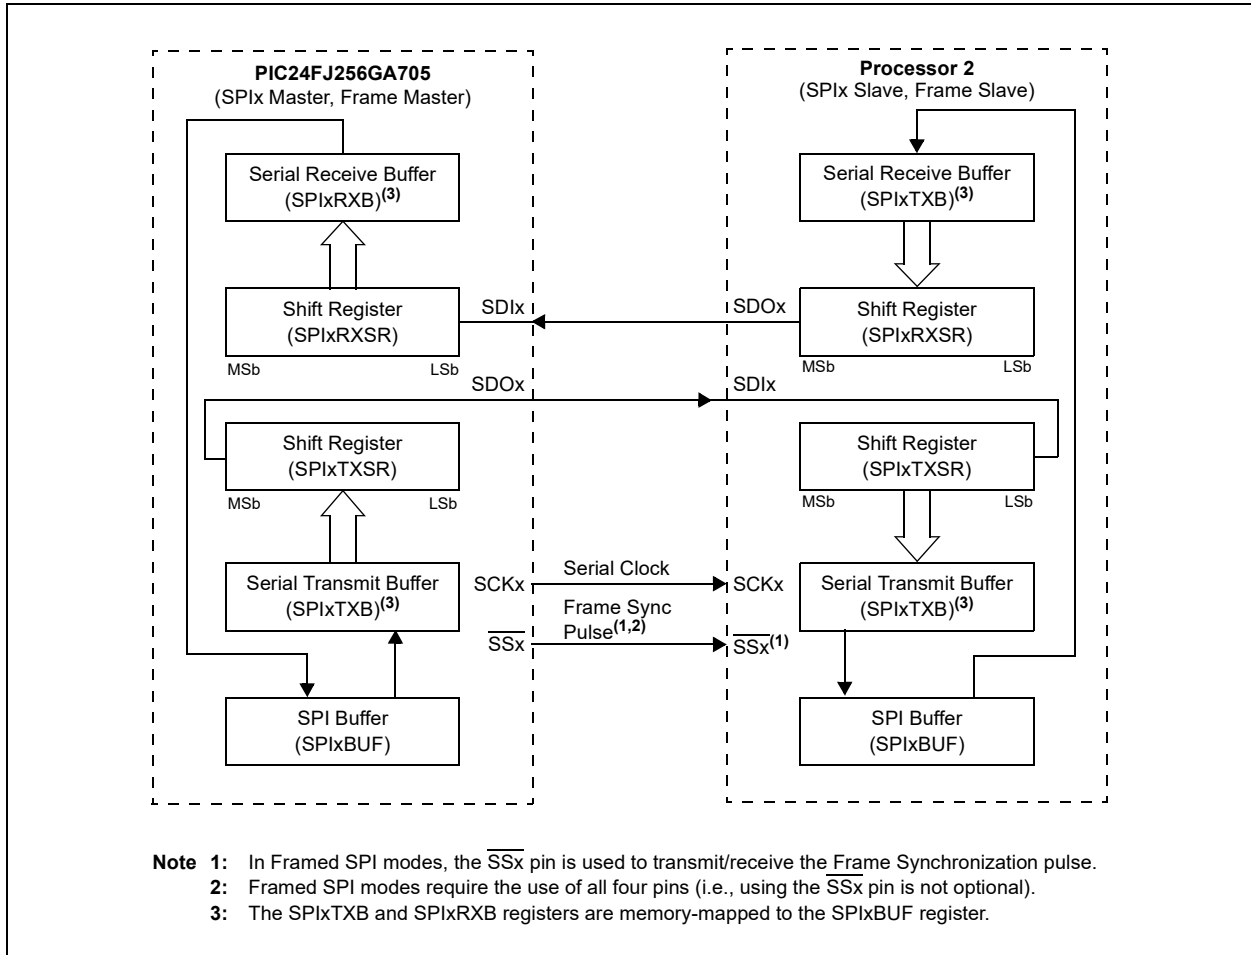 PIC24FJ256GA705
(SPIx Master, Frame Master)
Serial Receive Buffer
(SPIxRXB)(3)
Shift Register
(SPIxRXSR)
MSb
LSb
SDIx
SDOx
Shift Register
(SPIxTXSR)
MSb
LSb
Serial Transmit Buffer
(SPIxTXB)(3)
SCKx
SSx
SPI Buffer
(SPIxBUF)
Serial Clock
Frame Sync
Pulse(1,2)
Processor 2
(SPIx Slave, Frame Slave)
Serial Receive Buffer
(SPIxTXB)(3)
SDOx
Shift Register
(SPIxRXSR)
MSb
LSb
SDIx
Shift Register
(SPIxTXSR)
MSb
LSb
Serial Transmit Buffer
(SPIxTXB)(3)
SCKx
SSx(1)
SPI Buffer
(SPIxBUF)
Note 1: In Framed SPI modes, the SSx pin is used to transmit/receive the Frame Synchronization pulse.
2: Framed SPI modes require the use of all four pins (i.e., using the SSx pin is not optional).
3: The SPIxTXB and SPIxRXB registers are memory-mapped to the SPIxBUF register.